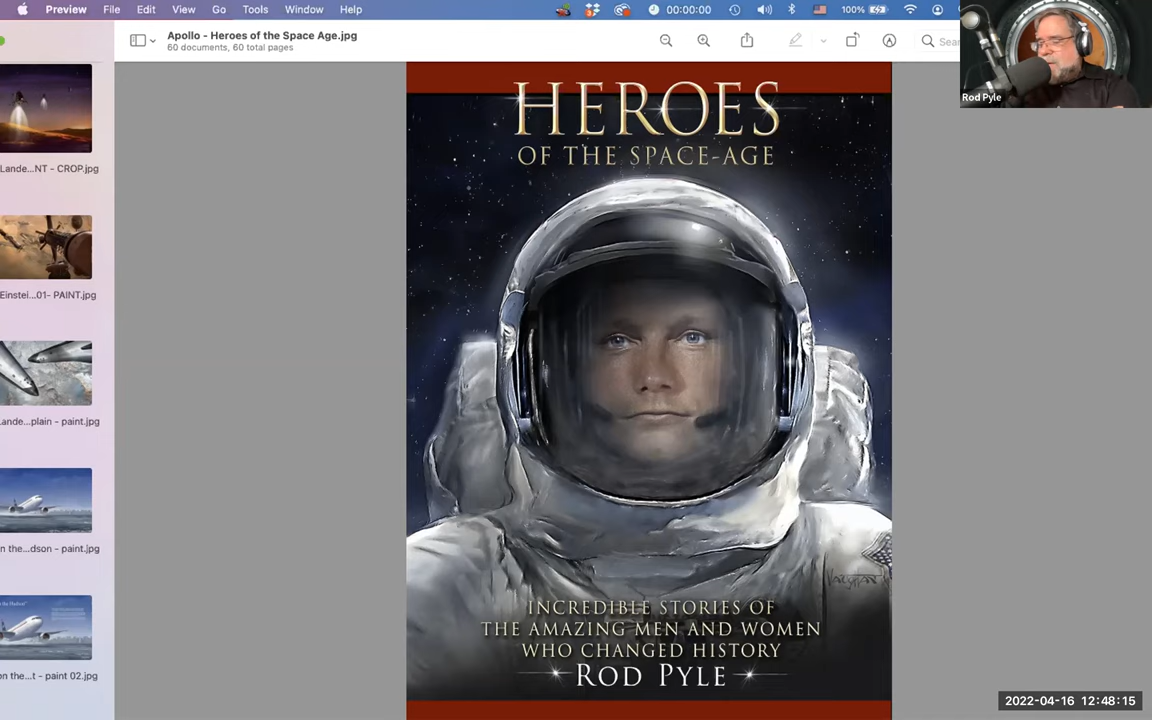 Preview File Edit View Go Tools Window Help 00:00:00 100%
Apollo - Heroes of the Space Age.jpg
60 documents, 60 total pages
Sear
Rod Pyle
Lande...NT - CROP.jpg
Einstei...01- PAINT.jpg
ande...plain - paint.jpg
n the...dson - paint.jpg
on the...t - paint 02.jpg
HEROES
OF THE SPACE-AGE
INCREDIBLE STORIES OF
THE AMAZING MEN AND WOMEN
WHO CHANGED HISTORY
ROD PYLE
2022-04-16 12:48:15